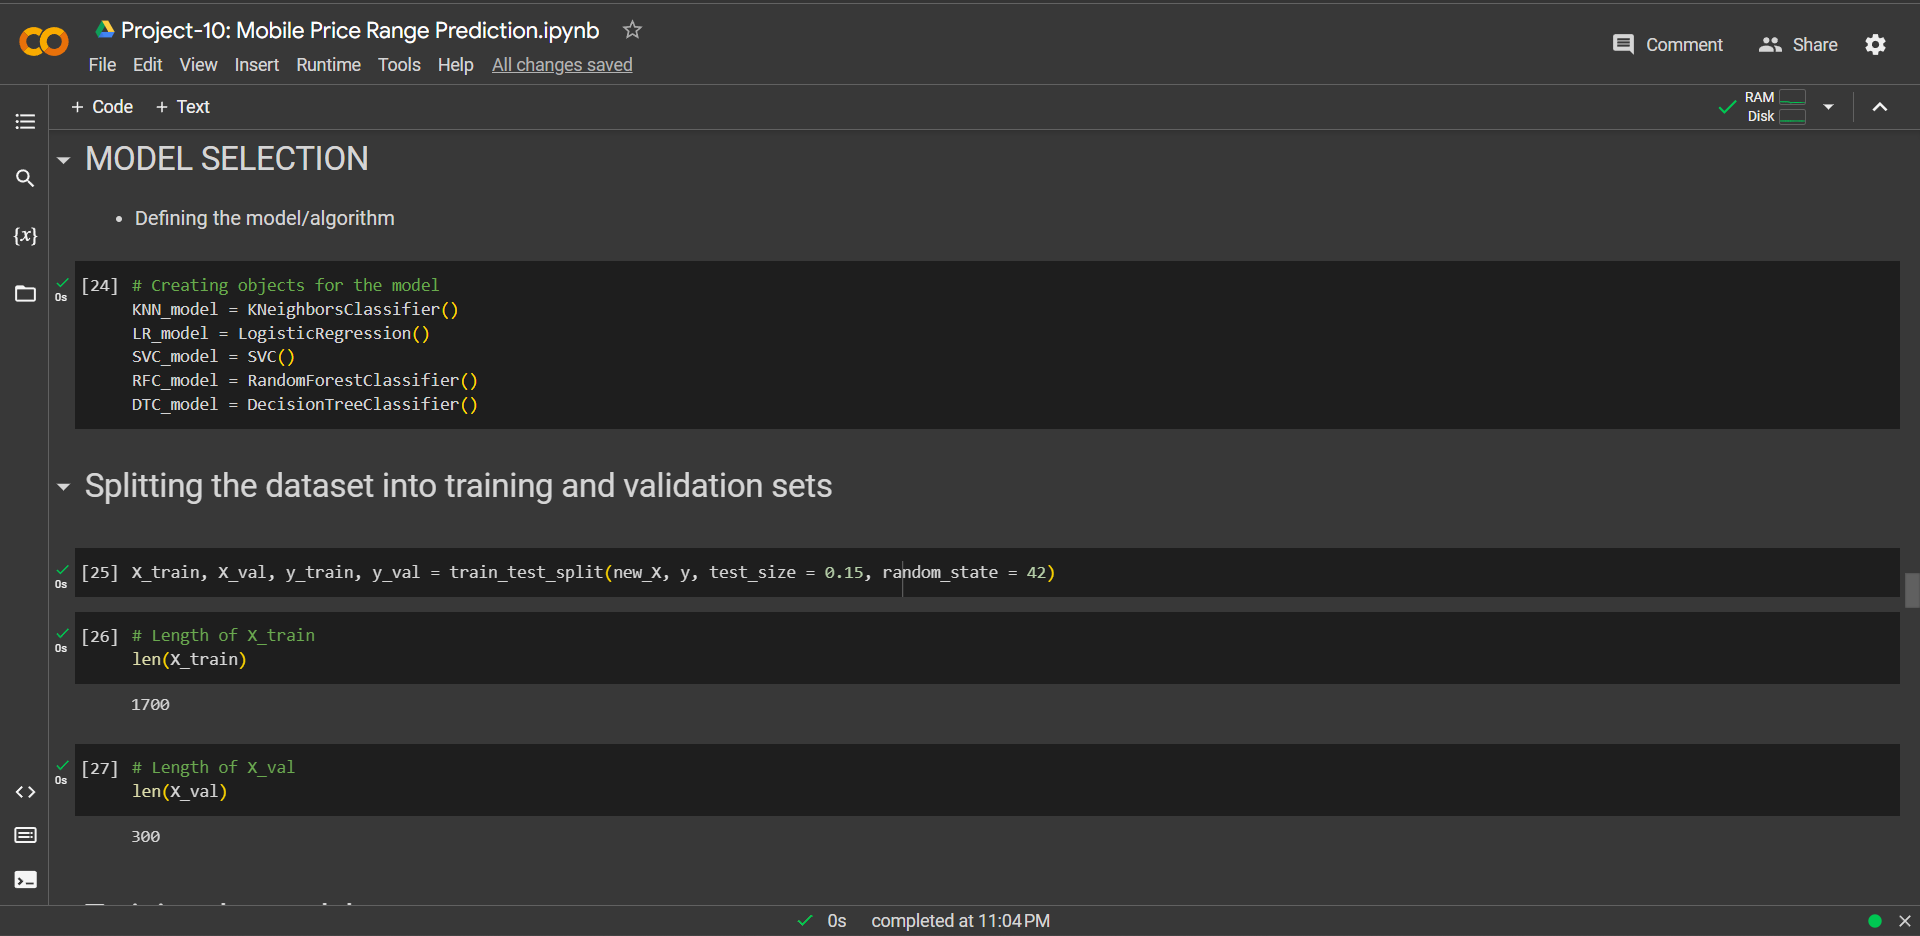 Project-10: Mobile Price Range Prediction.ipynb
Comment Share
File Edit View Insert Runtime Tools Help All changes saved
+ Code + Text
RAM
Disk
MODEL SELECTION
• Defining the model/algorithm
{x}
0s
[24] # Creating objects for the model
KNN_model = KNeighborsClassifier()
LR_model = LogisticRegression()
SVC_model = SVC()
RFC_model = RandomForestClassifier()
DTC_model = DecisionTreeClassifier()
Splitting the dataset into training and validation sets
0s
[25] X_train, X_val, y_train, y_val = train_test_split(new_X, y, test_size = 0.15, random_state = 42)
0s
[26] # Length of X_train
len(X_train)
1700
0s
[27] # Length of X_val
len(X_val)
300
0s completed at 11:04 PM